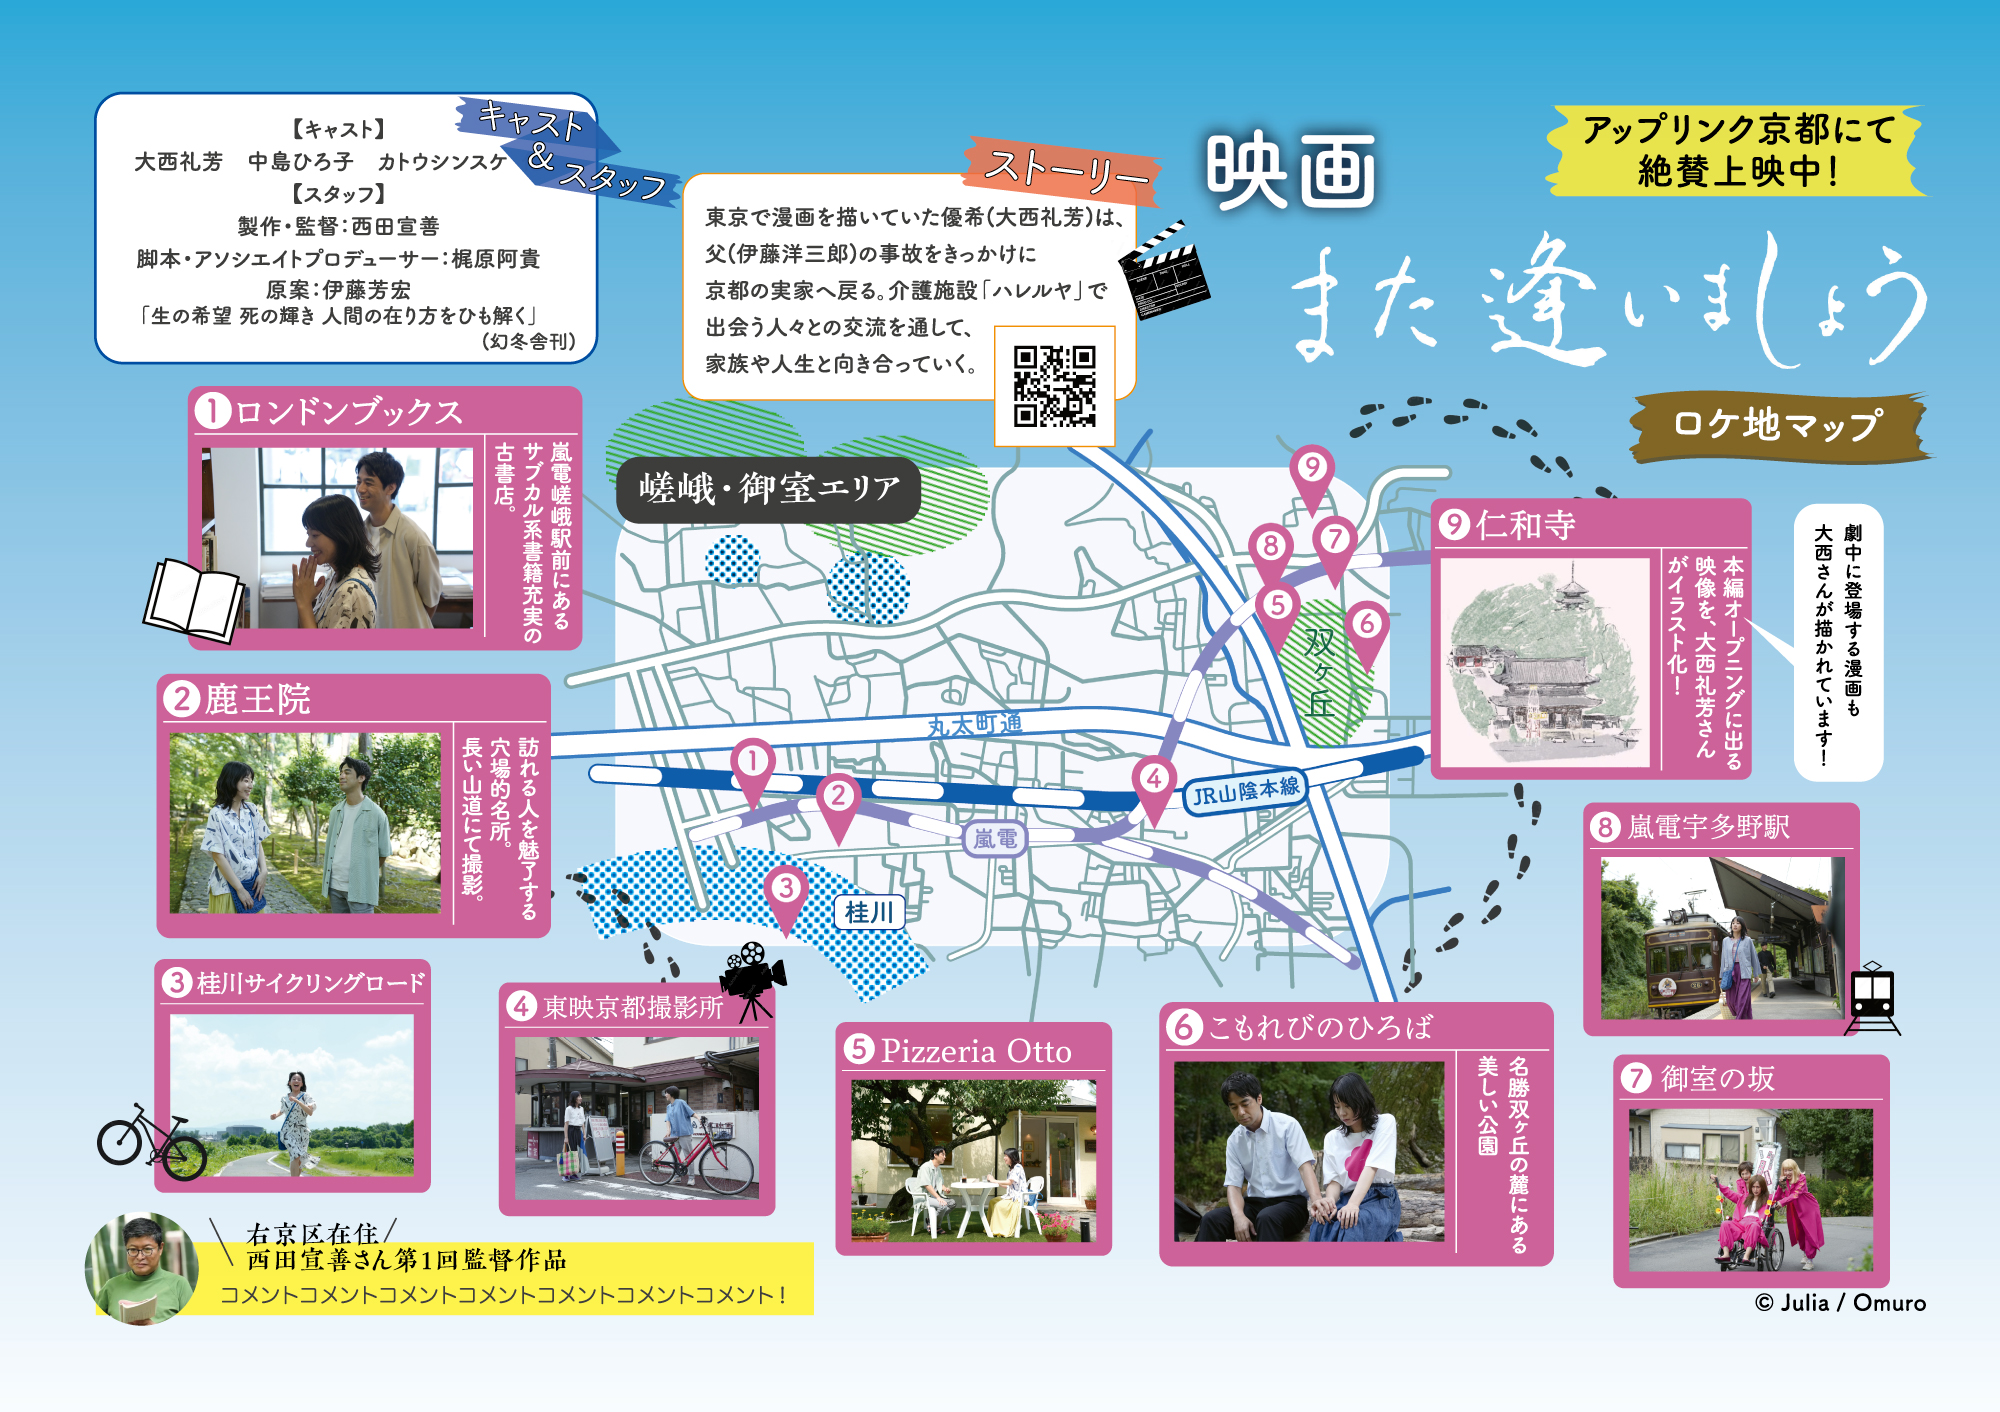 【キャスト】
大西礼芳　中島ひろ子　カトウシンスケ
【スタッフ】
製作・監督：西田宣善
脚本・アソシエイトプロデューサー：梶原阿貴
原案：伊藤芳宏
「生の希望 死の輝き 人間の在り方をひも解く」
（幻冬舎刊）
キャスト
&
スタッフ
ストーリー
東京で漫画を描いていた優希（大西礼芳）は、
父（伊藤洋三郎）の事故をきっかけに
京都の実家へ戻る。介護施設「ハレルヤ」で
出会う人々との交流を通して、
家族や人生と向き合っていく。
映画
また逢いましょう
アップリンク京都にて
絶賛上映中！
ロケ地マップ
嵯峨・御室エリア
1 ロンドンブックス
嵐電嵯峨駅前にある
サブカル系書籍充実の
古書店。
2 鹿王院
訪れる人を魅了する
穴場的名所。
長い山道にて撮影。
3 桂川サイクリングロード
4 東映京都撮影所
5 Pizzeria Otto
6 こもれびのひろば
名勝双ヶ丘の麓にある
美しい公園
7 御室の坂
8 嵐電宇多野駅
9 仁和寺
本編オープニングに出る
映像を、大西礼芳さん
がイラスト化！
劇中に登場する漫画も
大西さんが描かれています！
9
8
7
5
6
双ヶ丘
丸太町通
1
2
4
JR山陰本線
嵐電
3
桂川
右京区在住
西田宣善さん第1回監督作品
コメントコメントコメントコメントコメントコメントコメント！
© Julia / Omuro